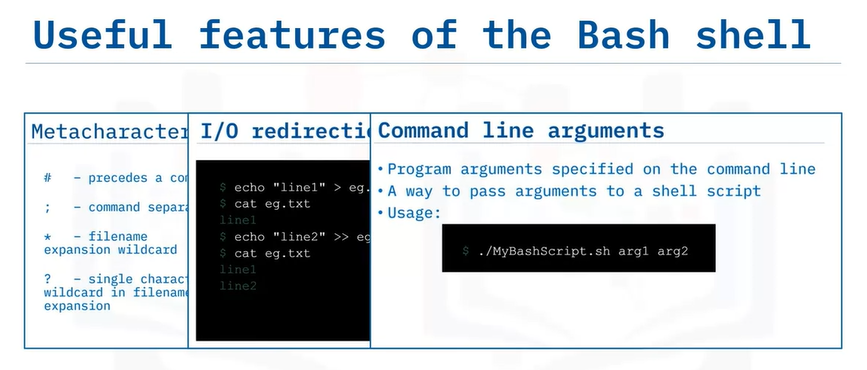 Useful features of the Bash shell
Metacharacter
# – precedes a co
; – command separa
* – filename
expansion wildcard
? – single charact
wildcard in filename
expansion
I/O redirectio
$ echo "line1" > eg.
$ cat eg.txt
line1
$ echo "line2" >> eg
$ cat eg.txt
line1
line2
Command line arguments
• Program arguments specified on the command line
• A way to pass arguments to a shell script
• Usage:
$ ./MyBashScript.sh arg1 arg2